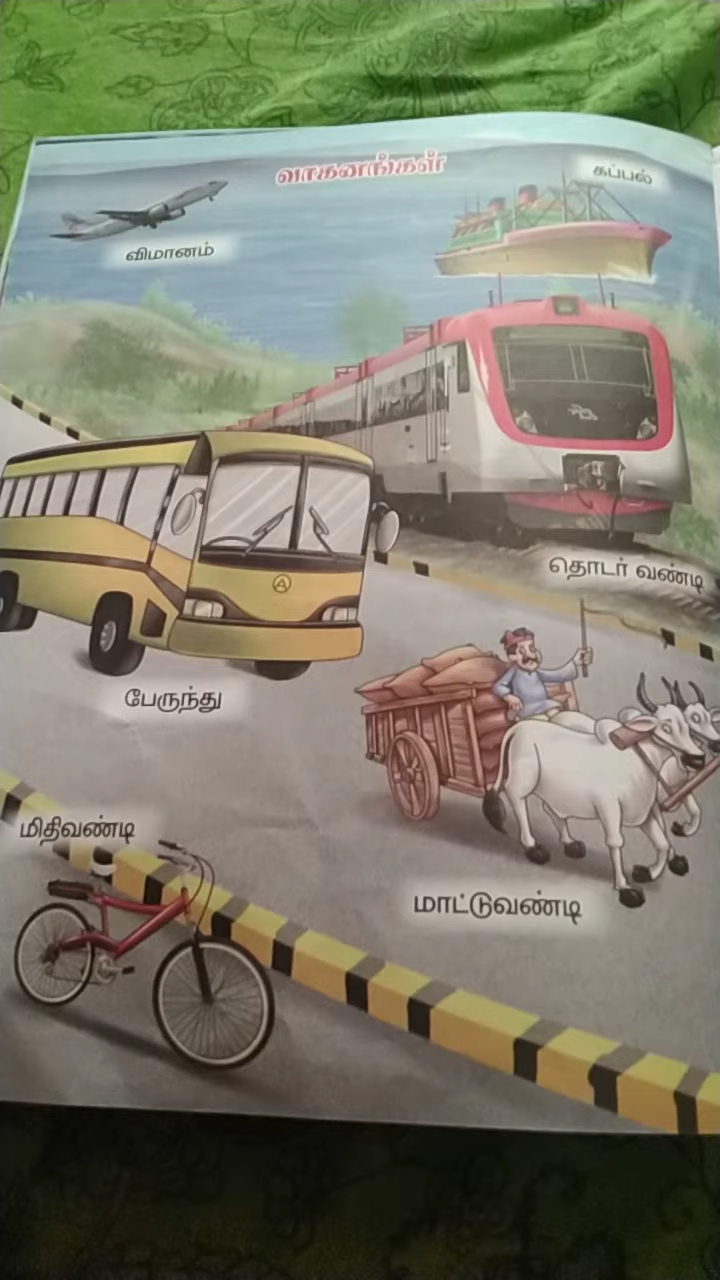 வாகனங்கள்
கப்பல்
விமானம்
தொடர் வண்டி
பேருந்து
மிதிவண்டி
மாட்டுவண்டி